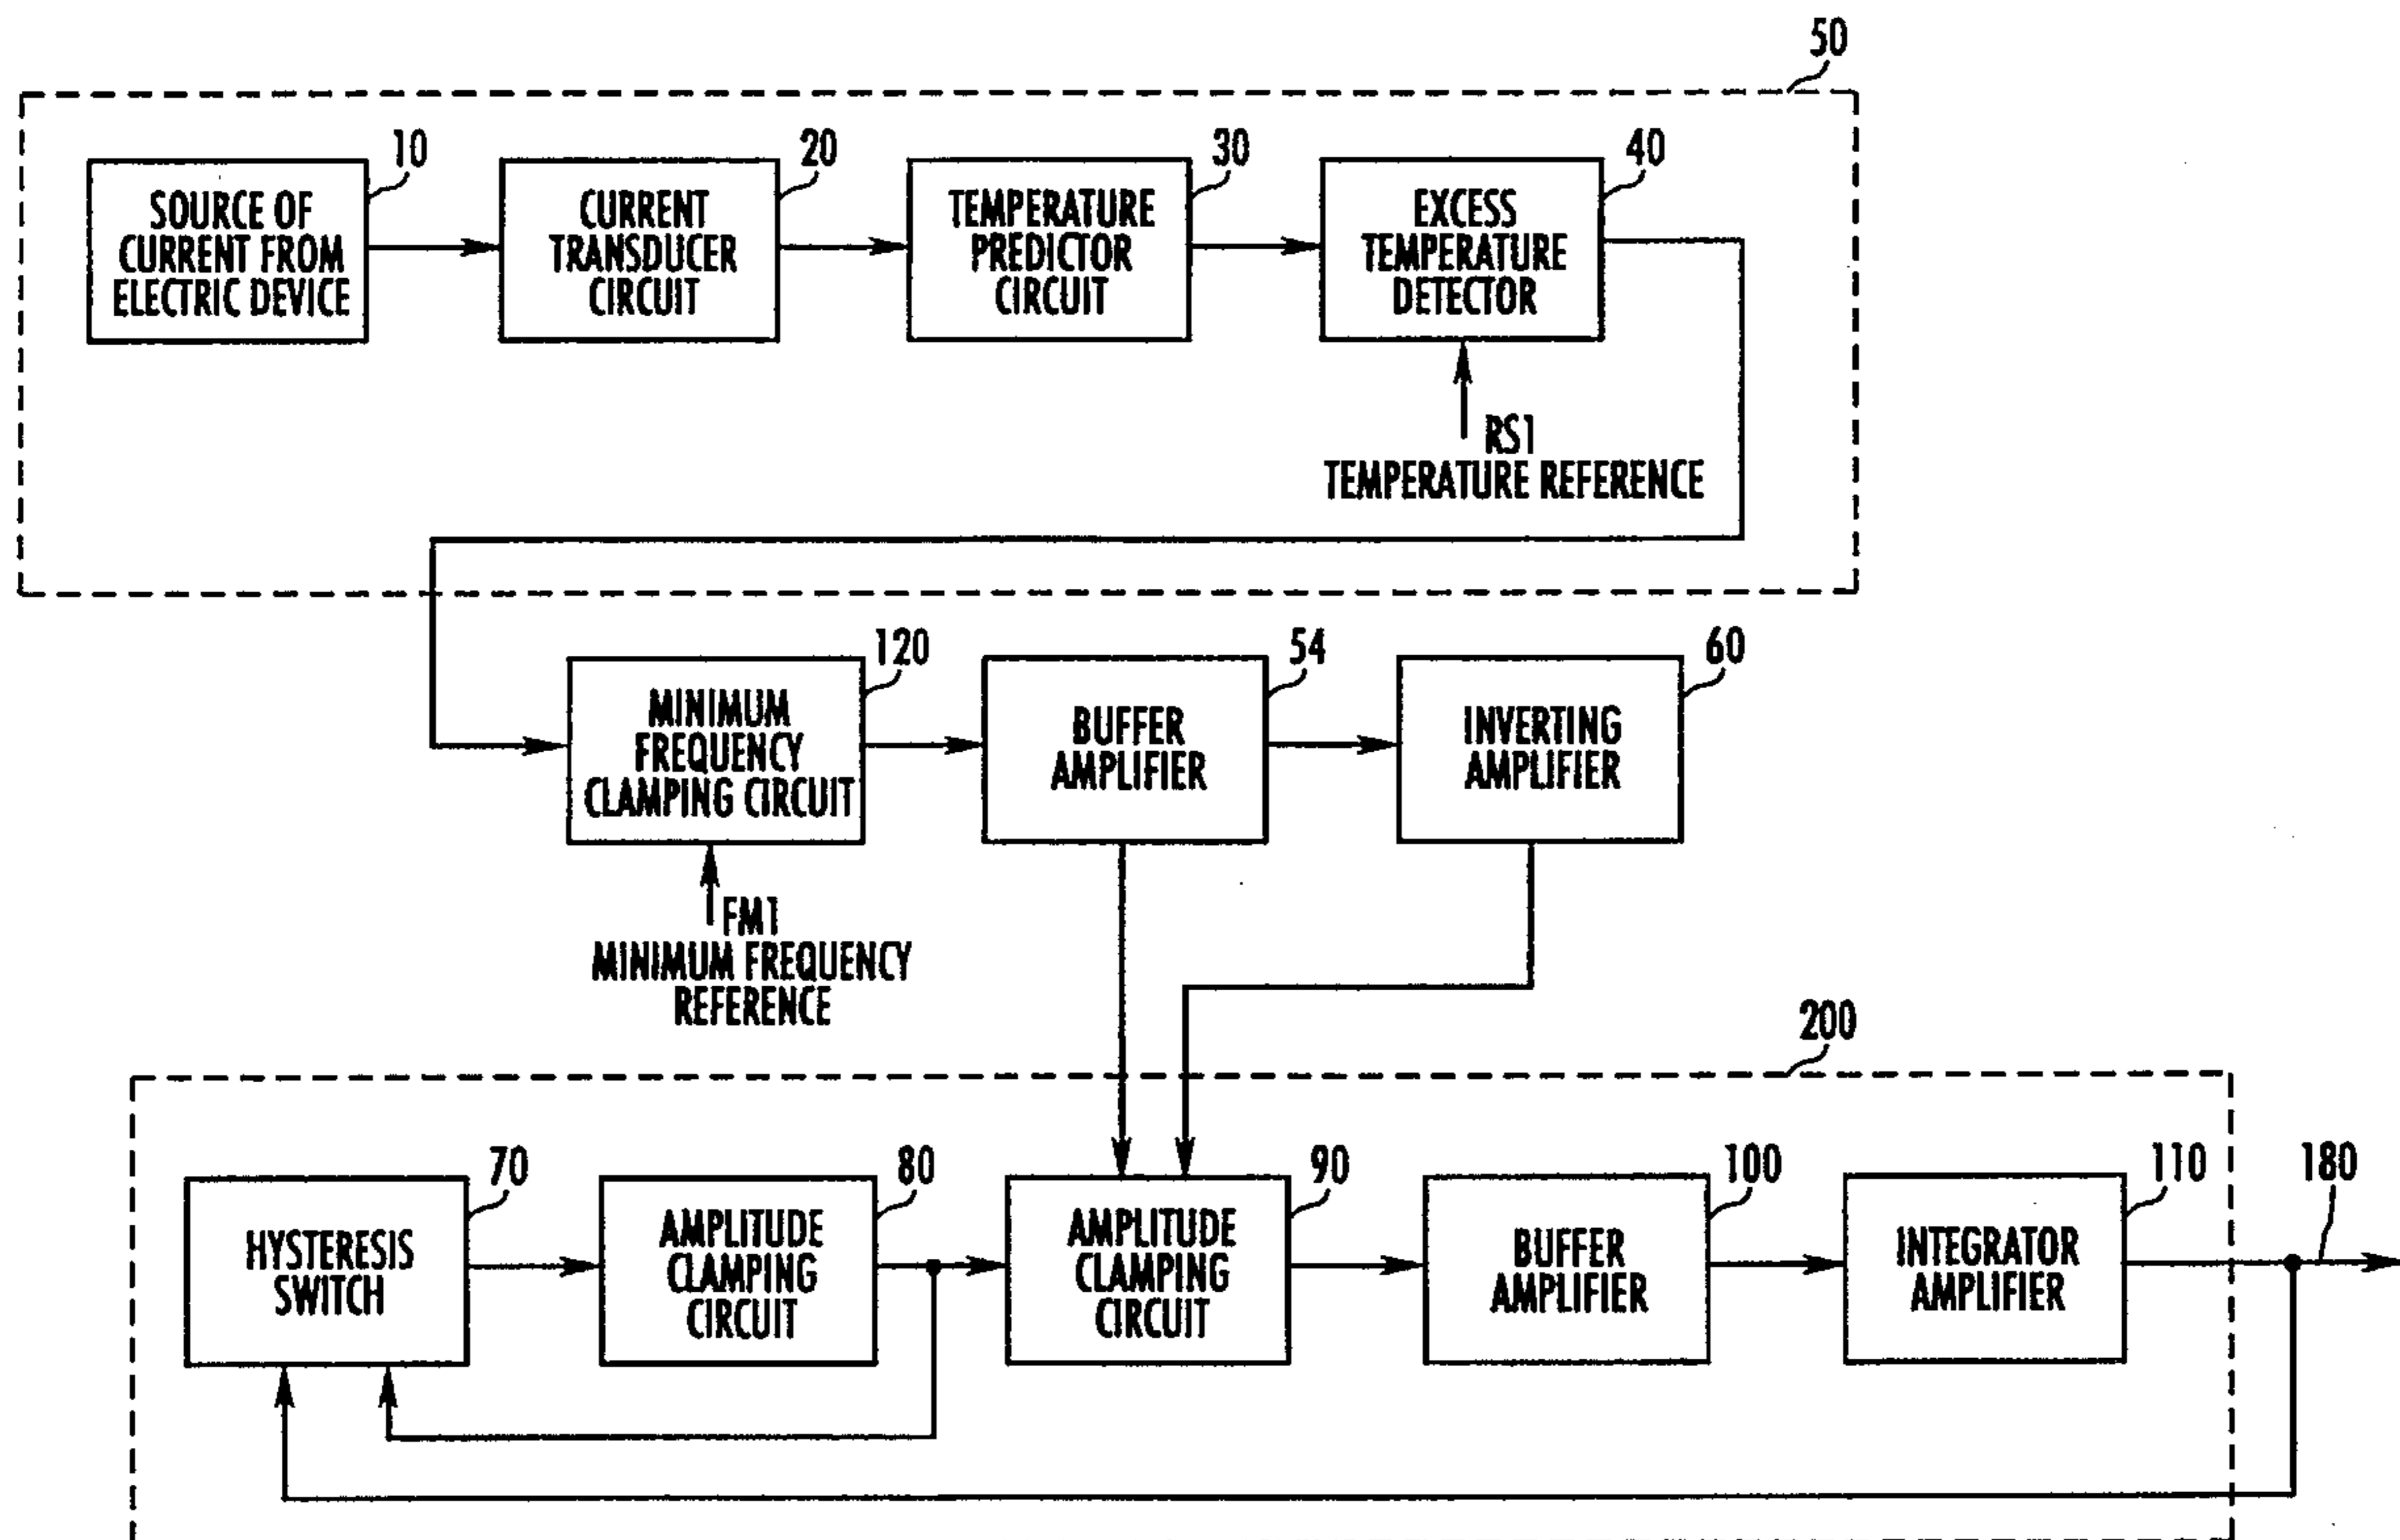 50
10
SOURCE OF
CURRENT FROM
ELECTRIC DEVICE
20
CURRENT
TRANSDUCER
CIRCUIT
30
TEMPERATURE
PREDICTOR
CIRCUIT
40
EXCESS
TEMPERATURE
DETECTOR
RS1
TEMPERATURE REFERENCE
120
MINIMUM
FREQUENCY
CLAMPING CIRCUIT
54
BUFFER
AMPLIFIER
60
INVERTING
AMPLIFIER
FM1
MINIMUM FREQUENCY
REFERENCE
200
70
HYSTERESIS
SWITCH
80
AMPLITUDE
CLAMPING
CIRCUIT
90
AMPLITUDE
CLAMPING
CIRCUIT
100
BUFFER
AMPLIFIER
110
INTEGRATOR
AMPLIFIER
180